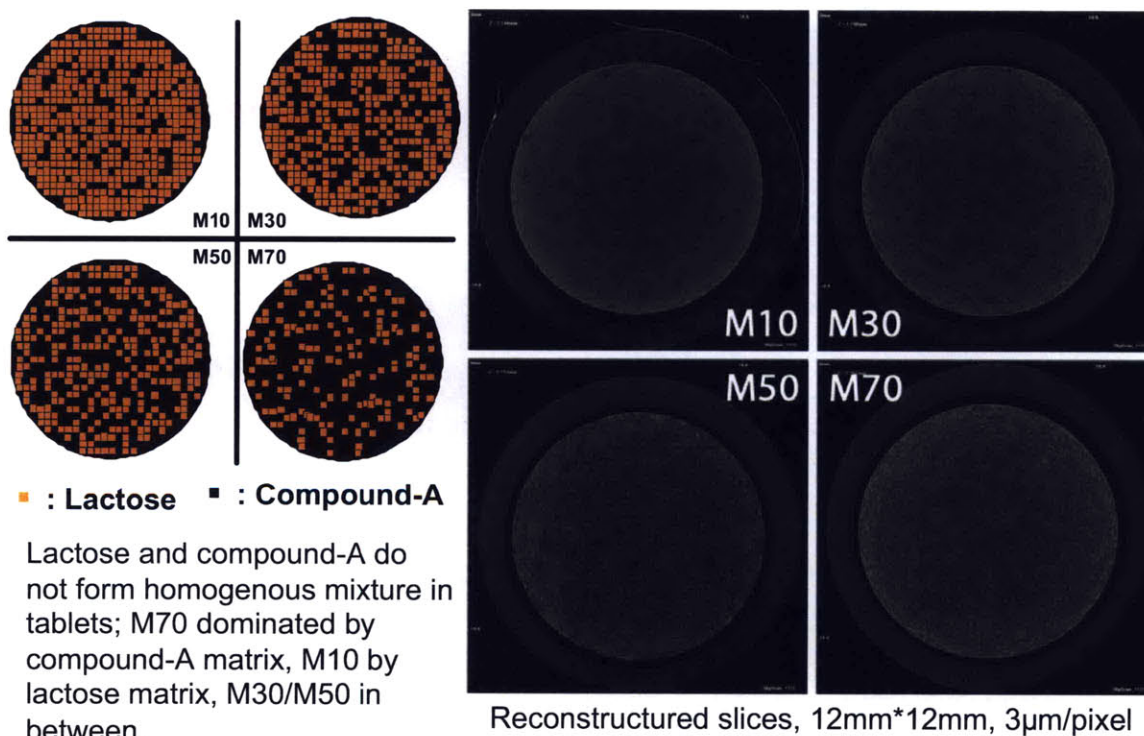 M10 M30
M50 M70
: Lactose : Compound-A
Lactose and compound-A do
not form homogenous mixture in
tablets; M70 dominated by
compound-A matrix, M10 by
lactose matrix, M30/M50 in
between
M10 M30
M50 M70
Reconstructured slices, 12mm*12mm, 3µm/pixel